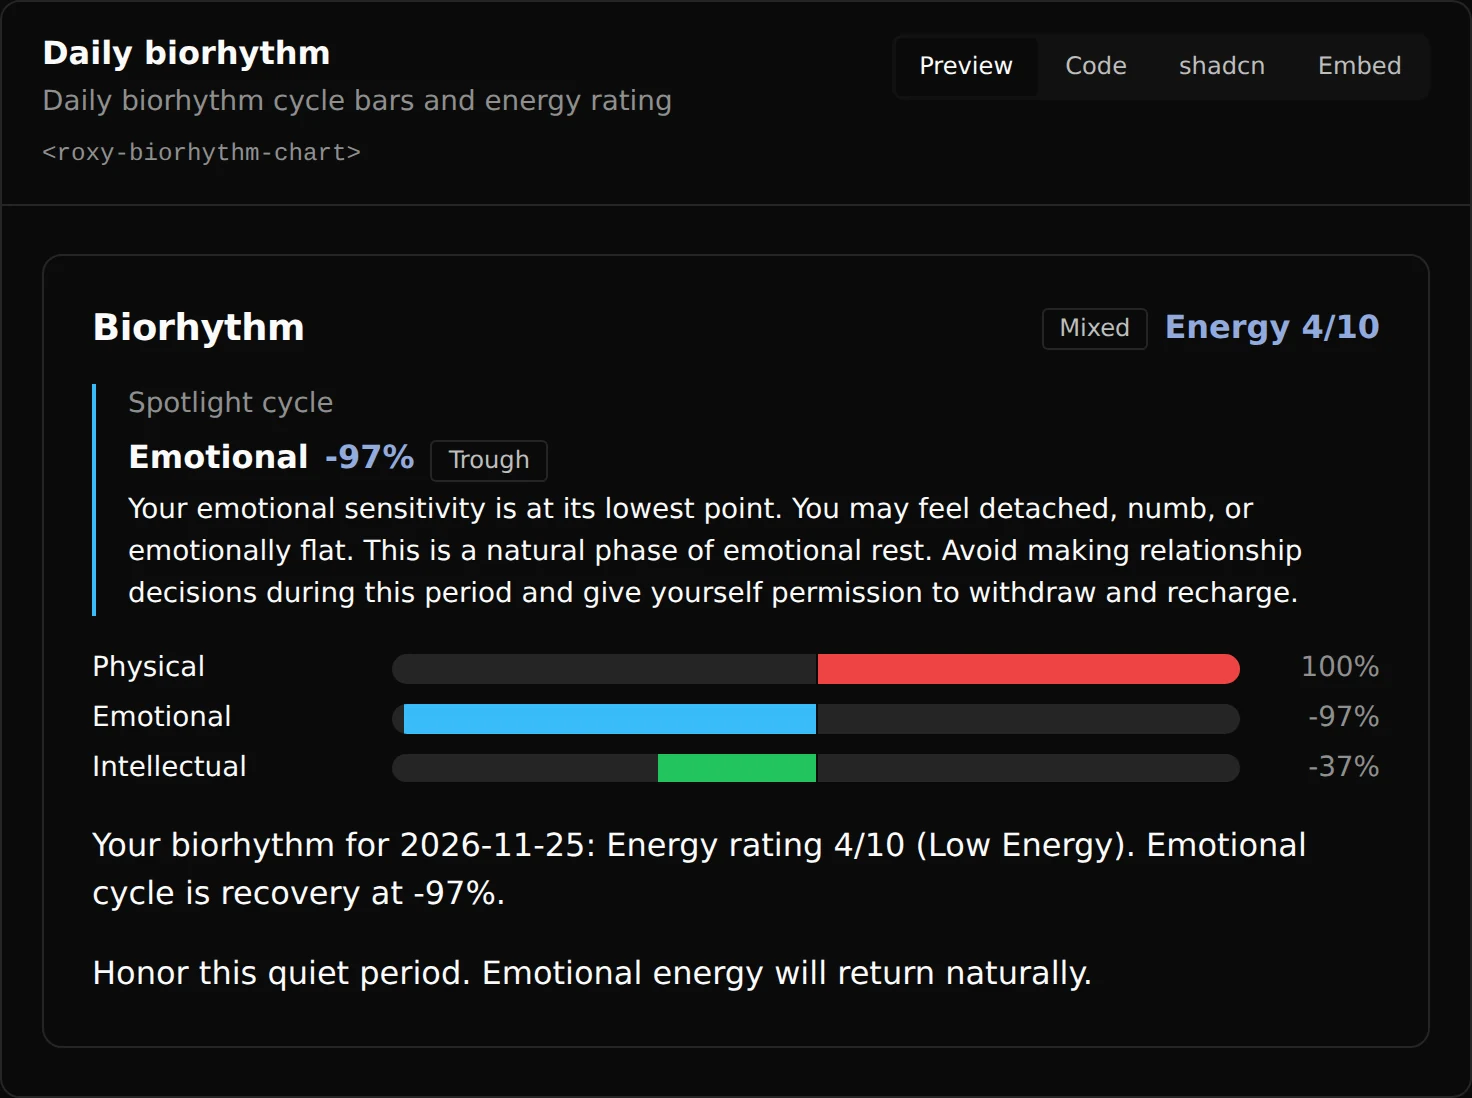 Daily biorhythm
Daily biorhythm cycle bars and energy rating
<roxy-biorhythm-chart>
Preview Code shadcn Embed
Biorhythm
Mixed Energy 4/10
Spotlight cycle
Emotional -97% Trough
Your emotional sensitivity is at its lowest point. You may feel detached, numb, or
emotionally flat. This is a natural phase of emotional rest. Avoid making relationship
decisions during this period and give yourself permission to withdraw and recharge.
Physical 100%
Emotional -97%
Intellectual -37%
Your biorhythm for 2026-11-25: Energy rating 4/10 (Low Energy). Emotional
cycle is recovery at -97%.
Honor this quiet period. Emotional energy will return naturally.